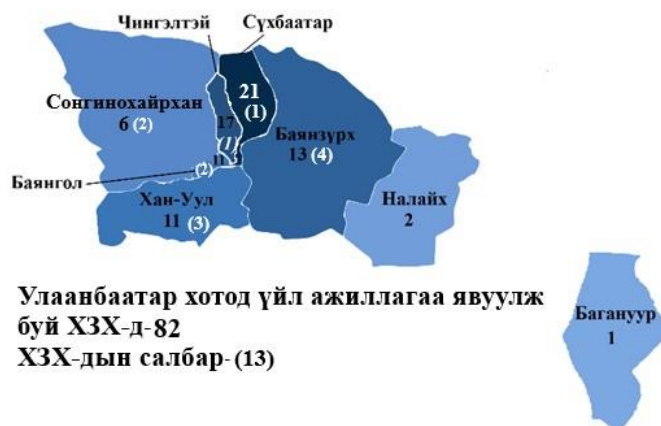 Чингэлтэй
Сүхбаатар
21
(1)
Сонгинохайрхан
6 (2)
17
(1)
Баянзүрх
13 (4)
11
(2)
Баянгол
Хан-Уул
11 (3)
Налайх
2
Улаанбаатар хотод үйл ажиллагаа явуулж
буй ХЗХ-д-82
ХЗХ-дын салбар-(13)
Багануур
1